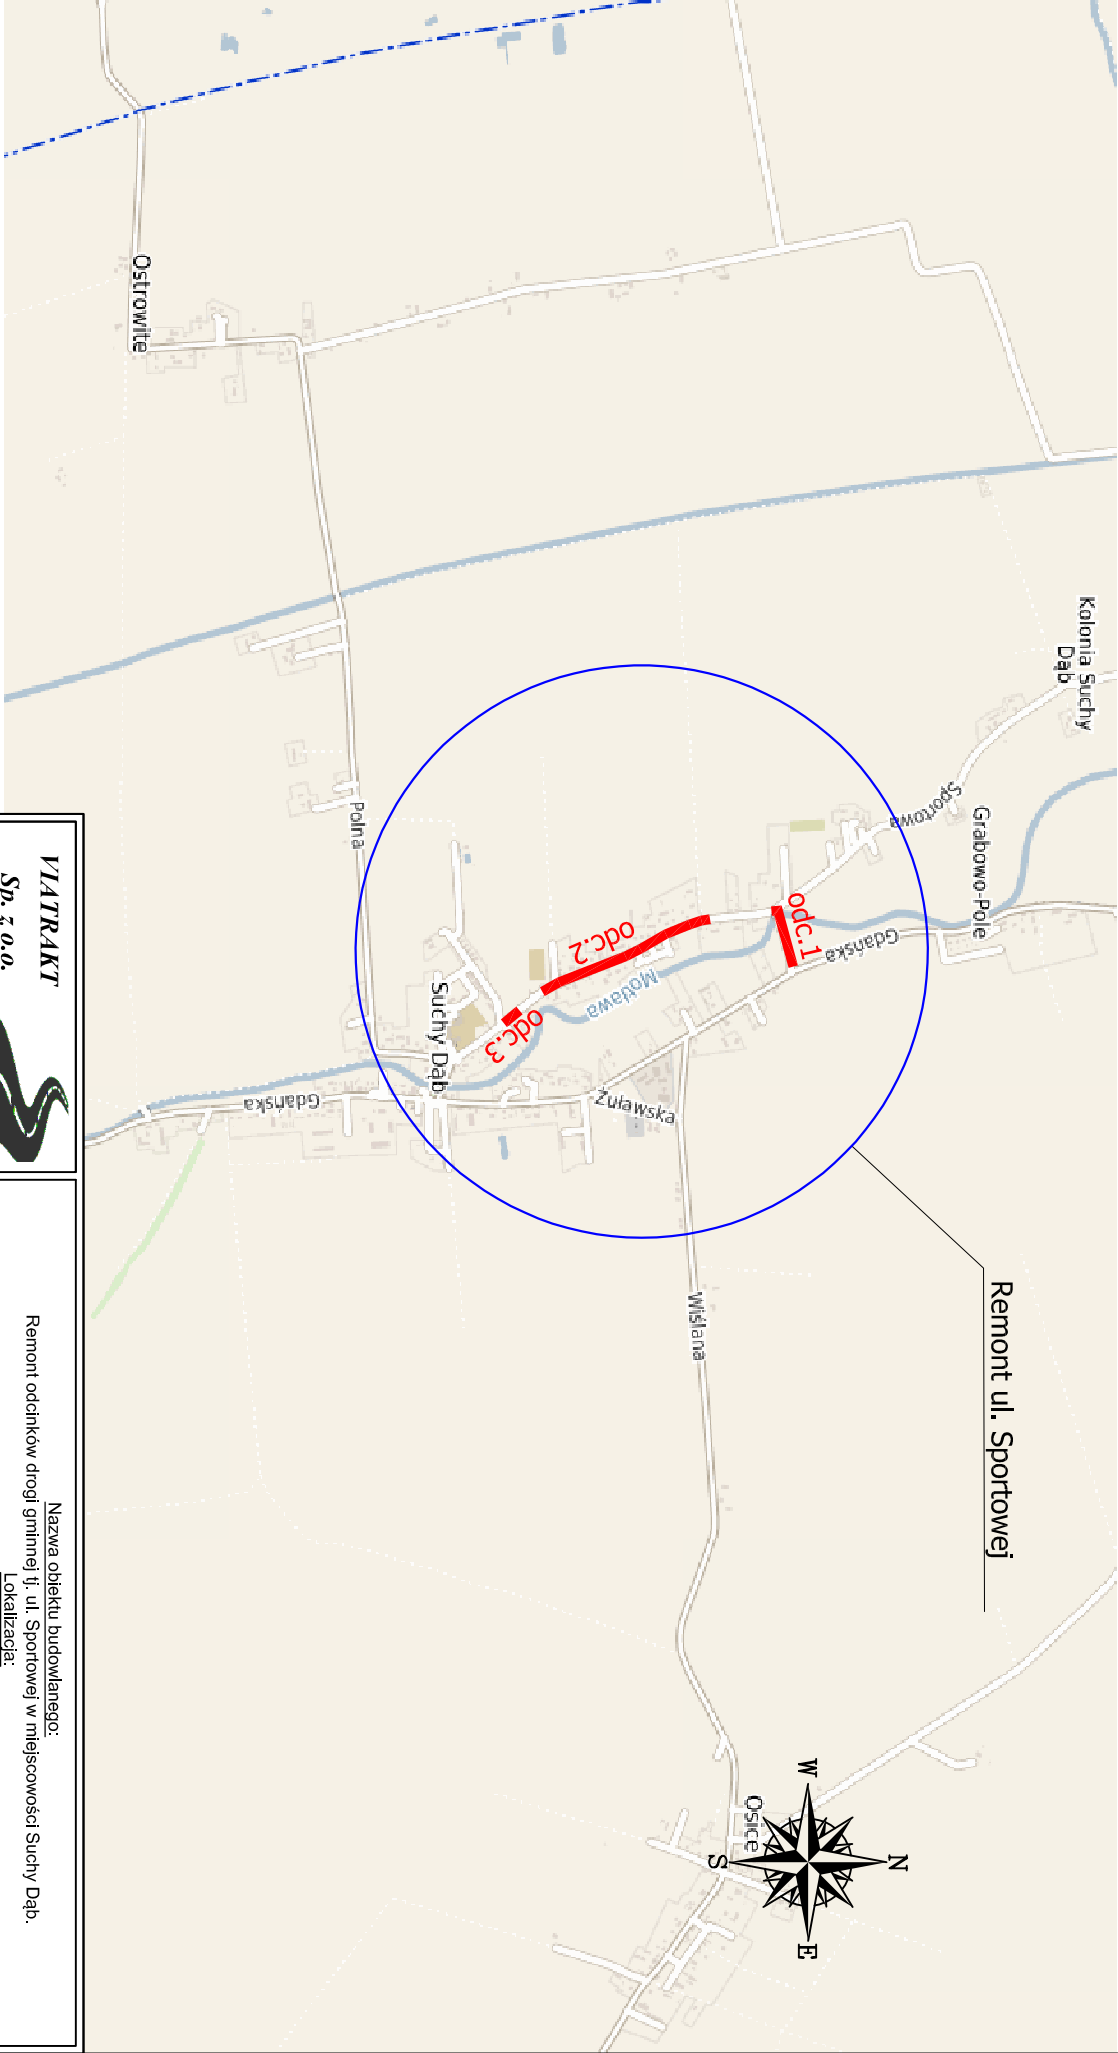 Kolonia Suchy
Dąb
Sportowa
Grabowo-Pole
Gdańska
odc.1
odc.2
Motława
odc.3
Suchy Dąb
Polna
Ostrowite
Żuławska
Gdańska
Wiślana
Remont ul. Sportowej
Osice
N
W
E
S
VIATRAKT
Sp. z o.o.
Nazwa obiektu budowlanego:
Remont odcinków drogi gminnej tj. ul. Sportowej w miejscowości Suchy Dąb.
Lokalizacja: